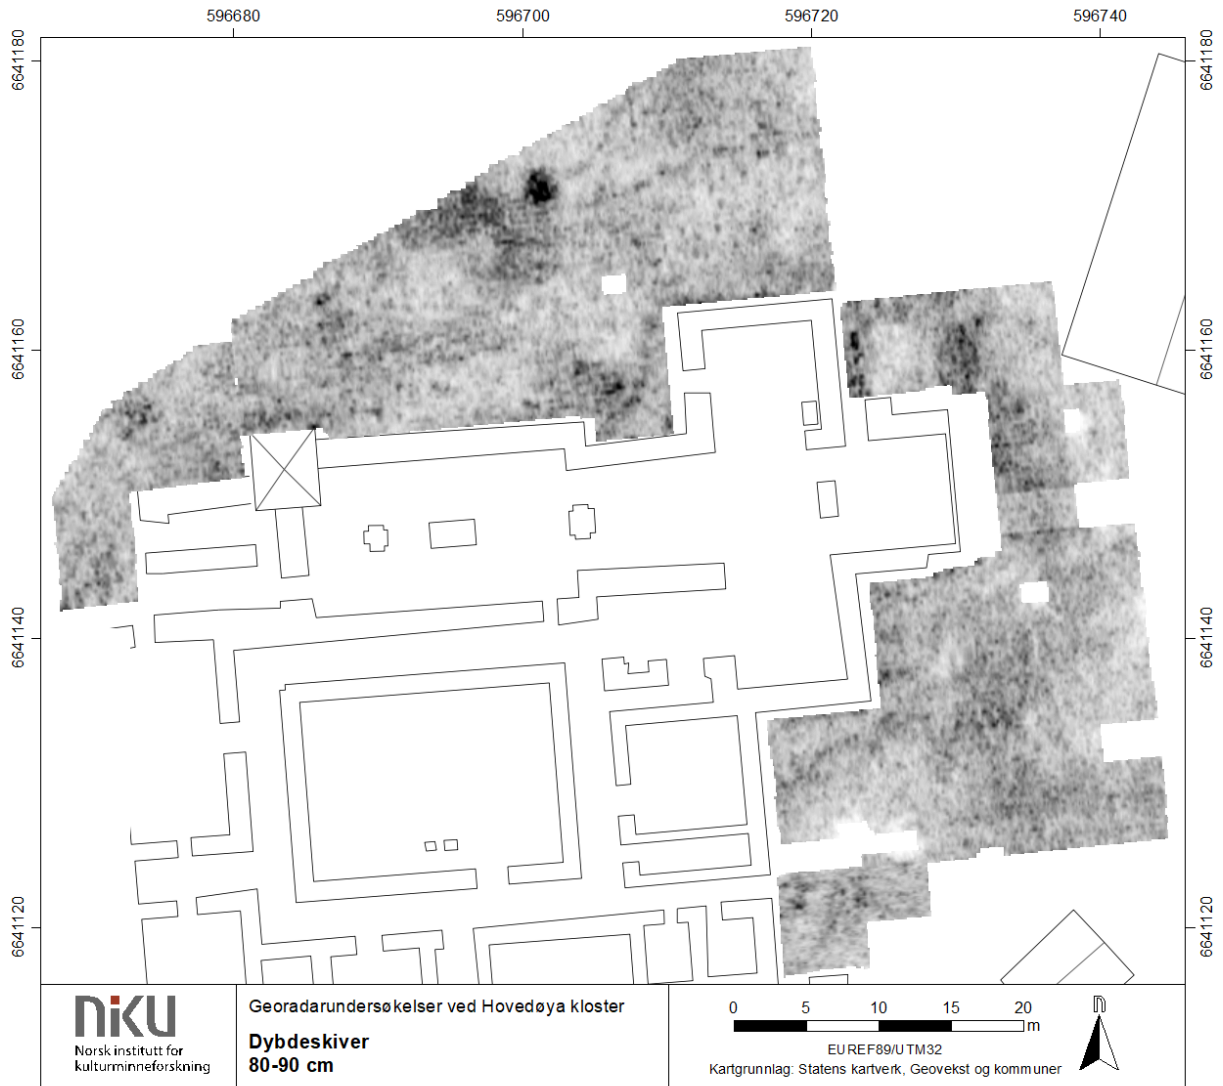 596680 596700 596720 596740
6641180 6641180
6641160 6641160
6641140 6641140
6641120 6641120
niku
Norsk institutt for
kulturminneforskning
Georadarundersøkelser ved Hovedøya kloster
Dybdeskiver
80-90 cm
0 5 10 15 20
m
EUREF89/UTM32
Kartgrunnlag: Statens kartverk, Geovekst og kommuner
n